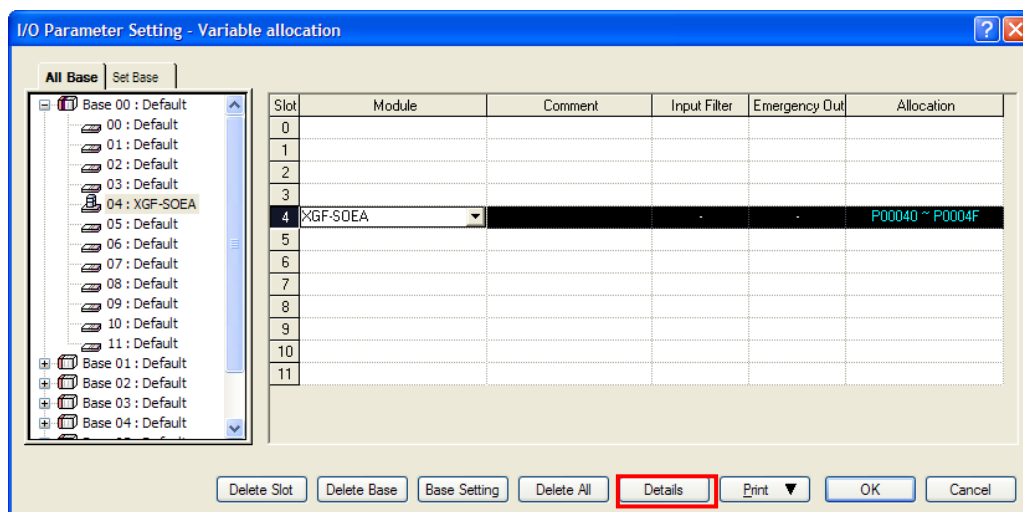 I/O Parameter Setting - Variable allocation
All Base Set Base
Base 00 : Default
00 : Default
01 : Default
02 : Default
03 : Default
04 : XGF-SOEA
05 : Default
06 : Default
07 : Default
08 : Default
09 : Default
10 : Default
11 : Default
Base 01 : Default
Base 02 : Default
Base 03 : Default
Base 04 : Default
Slot Module Comment Input Filter Emergency Out Allocation
0
1
2
3
4 XGF-SOEA - - P00040 ~ P0004F
5
6
7
8
9
10
11
Delete Slot Delete Base Base Setting Delete All Details Print ▼ OK Cancel